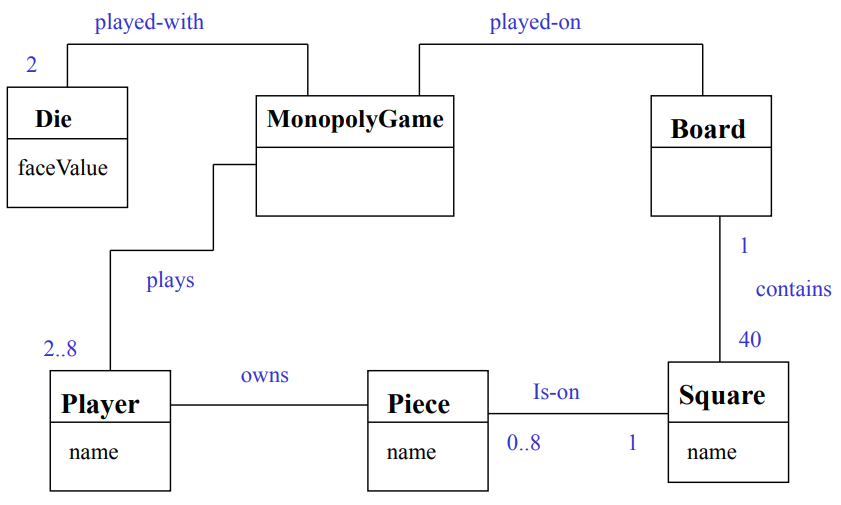 played-with
played-on
2
Die
faceValue
MonopolyGame
Board
1
contains
40
plays
2..8
Player
name
owns
Piece
name
Is-on
0..8
1
Square
name